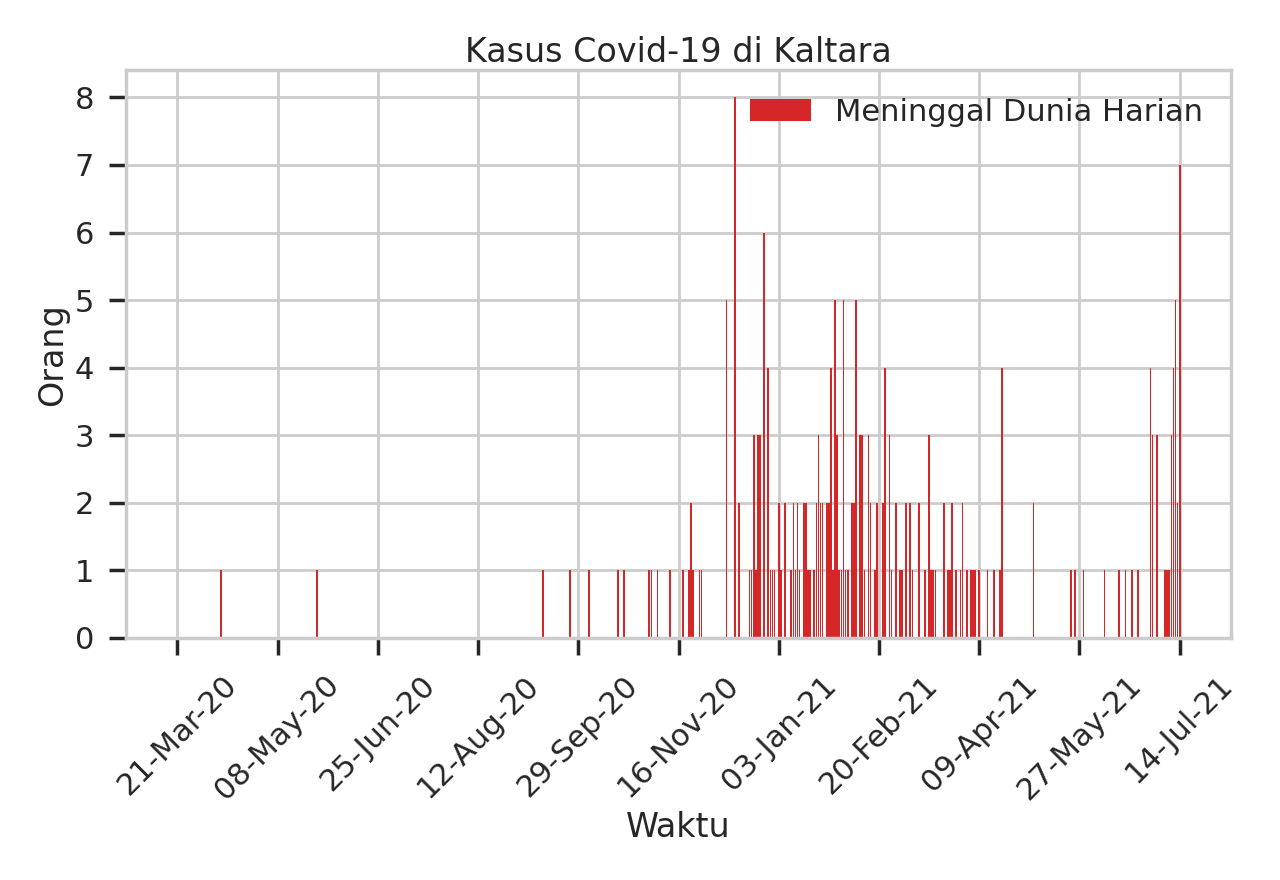 Kasus Covid-19 di Kaltara
Meninggal Dunia Harian
8
7
6
5
4
3
2
1
0
Orang
21-Mar-20
08-May-20
25-Jun-20
12-Aug-20
29-Sep-20
16-Nov-20
03-Jan-21
20-Feb-21
09-Apr-21
27-May-21
14-Jul-21
Waktu